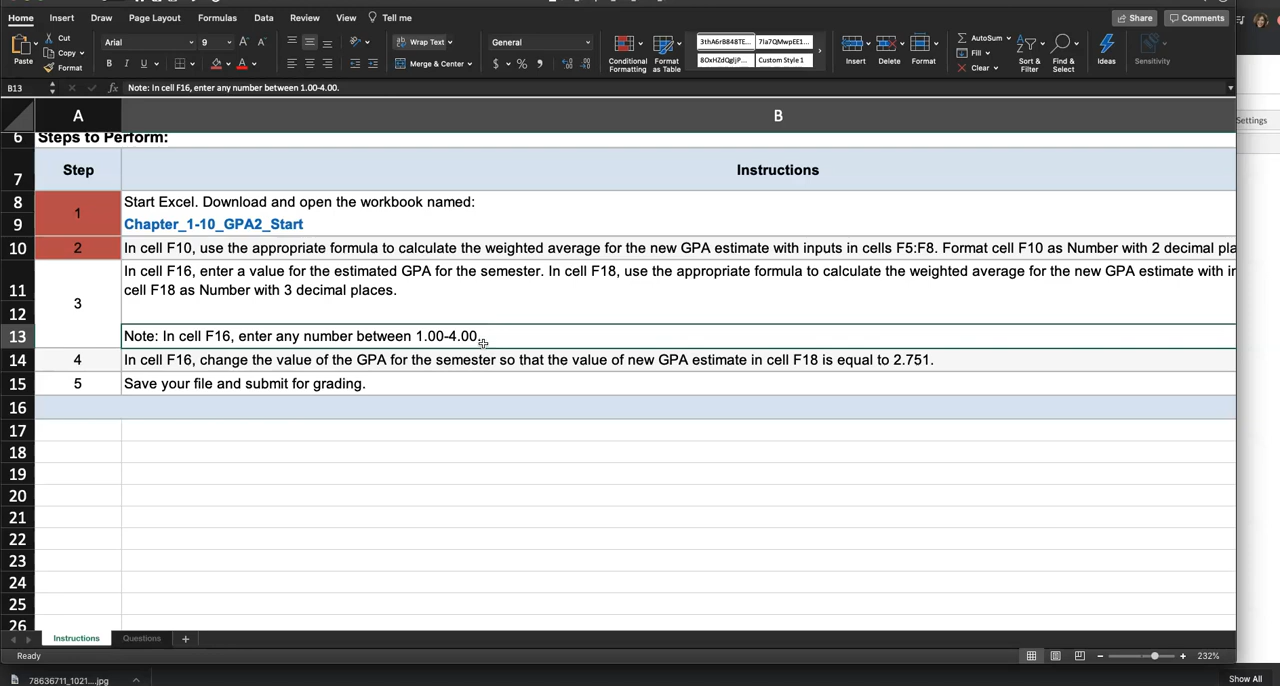 Home Insert Draw Page Layout Formulas Data Review View Tell me Share Comments
Cut Arial 9 Wrap Text General 3thA6rB848TE... 7Ia7QMwpEE1... AutoSum
Copy Fill
Paste Format B I U Merge & Center $ % Conditional Formatting Format as Table 8OxHZdQgljP... Custom Style 1 Insert Delete Format Clear Sort & Filter Find & Select Ideas Sensitivity
B13 fx Note: In cell F16, enter any number between 1.00-4.00.
A B
Settings
6 Steps to Perform:
7 Step Instructions
8 1 Start Excel. Download and open the workbook named:
9 Chapter_1-10_GPA2_Start
10 2 In cell F10, use the appropriate formula to calculate the weighted average for the new GPA estimate with inputs in cells F5:F8. Format cell F10 as Number with 2 decimal pla
In cell F16, enter a value for the estimated GPA for the semester. In cell F18, use the appropriate formula to calculate the weighted average for the new GPA estimate with in
11 cell F18 as Number with 3 decimal places.
3
12
13 Note: In cell F16, enter any number between 1.00-4.00.
14 4 In cell F16, change the value of the GPA for the semester so that the value of new GPA estimate in cell F18 is equal to 2.751.
15 5 Save your file and submit for grading.
16
17
18
19
20
21
22
23
24
25
26
Instructions Questions +
Ready 232%
78636711_1021....jpg Show All